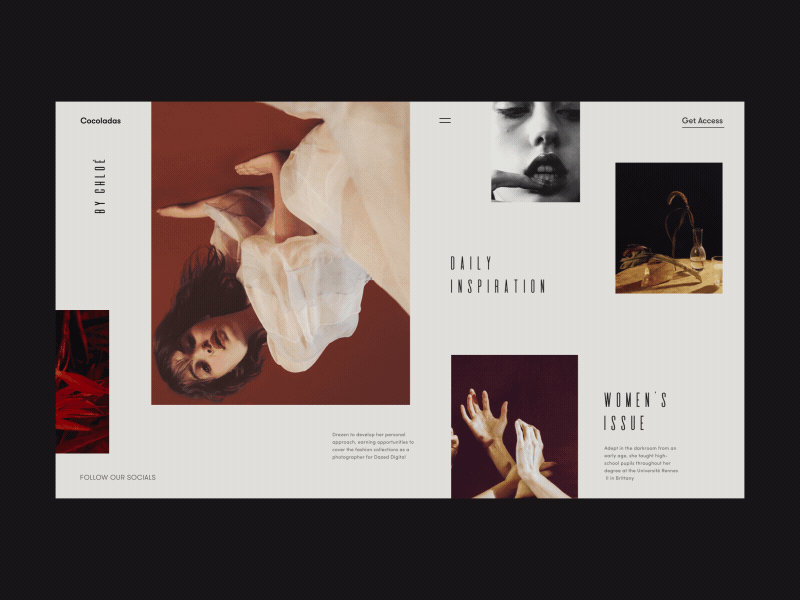 Cocoladas
Get Access
BY CHLOÉ
DAILY
INSPIRATION
WOMEN'S
ISSUE
Drawn to develop her personal
approach, earning opportunities to
cover the fashion collections as a
photographer for Dazed Digital
Adept in the darkroom from an
early age, she taught high-
school pupils throughout her
degree at the Université Rennes
II in Brittany
FOLLOW OUR SOCIALS